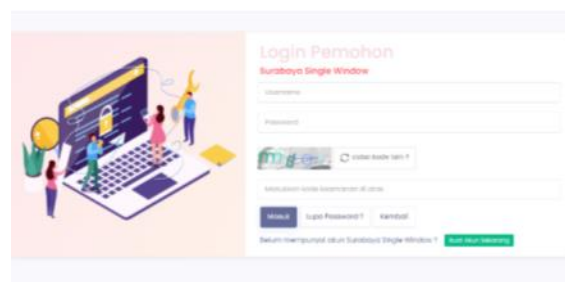 Login Pemohon
Surabaya Single Window
Username
Password
coba kode lain ?
Masukkan kode keamanan di atas
Masuk Lupa Password ? Kembali
Belum mempunyai akun Surabaya Single Window ? Buat Akun Sekarang